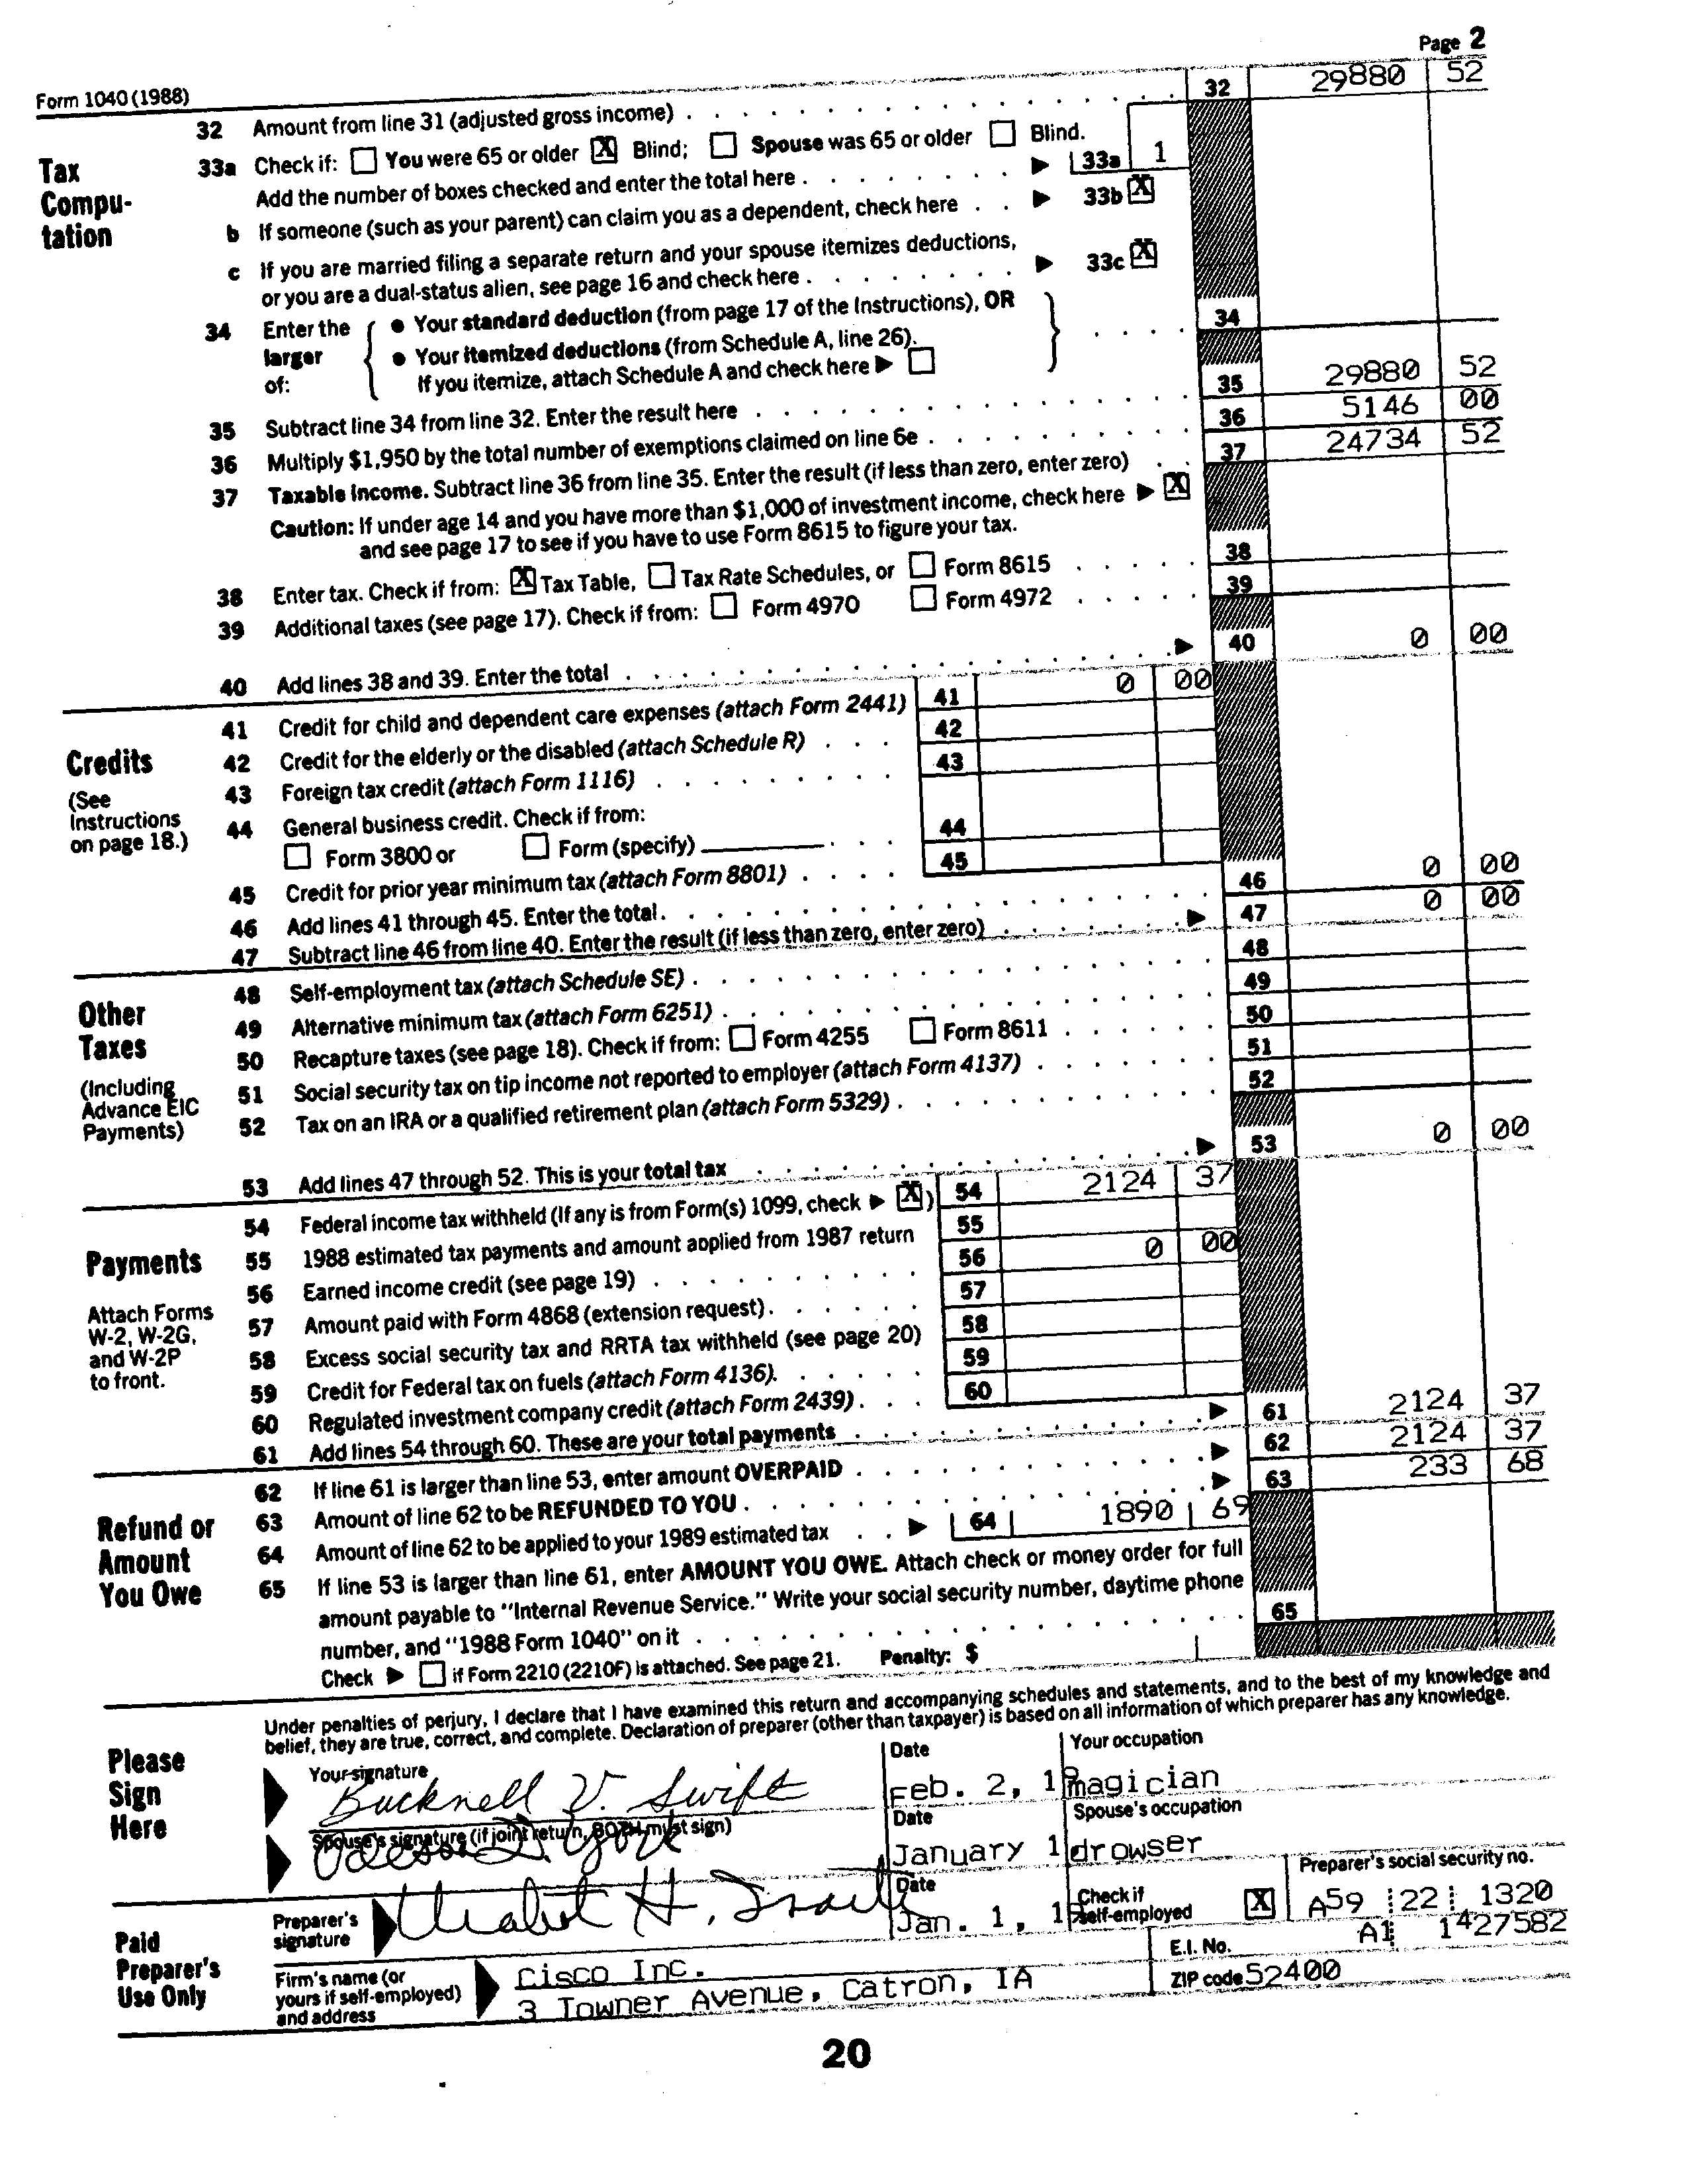 Page 2
Form 1040 (1988)
32 Amount from line 31 (adjusted gross income) 32 29880 52
Tax Computation
33a Check if: You were 65 or older X Blind; Spouse was 65 or older Blind.
Add the number of boxes checked and enter the total here 33a 1
b If someone (such as your parent) can claim you as a dependent, check here 33b X
c If you are married filing a separate return and your spouse itemizes deductions,
or you are a dual-status alien, see page 16 and check here 33c X
34 Enter the larger of: • Your standard deduction (from page 17 of the Instructions), OR
• Your itemized deductions (from Schedule A, line 26).
If you itemize, attach Schedule A and check here 34
35 Subtract line 34 from line 32. Enter the result here 35 29880 52
36 Multiply $1,950 by the total number of exemptions claimed on line 6e 36 5146 00
37 Taxable income. Subtract line 36 from line 35. Enter the result (if less than zero, enter zero) 37 24734 52
Caution: If under age 14 and you have more than $1,000 of investment income, check here X
and see page 17 to see if you have to use Form 8615 to figure your tax.
38 Enter tax. Check if from: X Tax Table, Tax Rate Schedules, or Form 8615 38
39 Additional taxes (see page 17). Check if from: Form 4970 Form 4972 39
40 Add lines 38 and 39. Enter the total 40 0 00
Credits
(See Instructions on page 18.)
41 Credit for child and dependent care expenses (attach Form 2441) 41 0 00
42 Credit for the elderly or the disabled (attach Schedule R) 42
43 Foreign tax credit (attach Form 1116) 43
44 General business credit. Check if from:
Form 3800 or Form (specify) 44
45 Credit for prior year minimum tax (attach Form 8801) 45
46 Add lines 41 through 45. Enter the total 46 0 00
47 Subtract line 46 from line 40. Enter the result (if less than zero, enter zero) 47 0 00
Other Taxes
(Including Advance EIC Payments)
48 Self-employment tax (attach Schedule SE) 48
49 Alternative minimum tax (attach Form 6251) 49
50 Recapture taxes (see page 18). Check if from: Form 4255 Form 8611 50
51 Social security tax on tip income not reported to employer (attach Form 4137) 51
52 Tax on an IRA or a qualified retirement plan (attach Form 5329) 52
53 Add lines 47 through 52. This is your total tax 53 0 00
Payments
Attach Forms W-2, W-2G, and W-2P to front.
54 Federal income tax withheld (If any is from Form(s) 1099, check X) 54 2124 37
55 1988 estimated tax payments and amount applied from 1987 return 55
56 Earned income credit (see page 19) 56 0 00
57 Amount paid with Form 4868 (extension request) 57
58 Excess social security tax and RRTA tax withheld (see page 20) 58
59 Credit for Federal tax on fuels (attach Form 4136) 59
60 Regulated investment company credit (attach Form 2439) 60
61 Add lines 54 through 60. These are your total payments 61 2124 37
Refund or Amount You Owe
62 If line 61 is larger than line 53, enter amount OVERPAID 62 2124 37
63 Amount of line 62 to be REFUNDED TO YOU 63 233 68
64 Amount of line 62 to be applied to your 1989 estimated tax 64 1890 69
65 If line 53 is larger than line 61, enter AMOUNT YOU OWE. Attach check or money order for full
amount payable to "Internal Revenue Service." Write your social security number, daytime phone
number, and "1988 Form 1040" on it 65
Check if Form 2210 (2210F) is attached. See page 21. Penalty: $
Please Sign Here
Under penalties of perjury, I declare that I have examined this return and accompanying schedules and statements, and to the best of my knowledge and
belief, they are true, correct, and complete. Declaration of preparer (other than taxpayer) is based on all information of which preparer has any knowledge.
Your signature Date Your occupation
Bucknell V. Swift Feb. 2, 19 magician
Spouse's signature (if joint return, BOTH must sign) Date Spouse's occupation
York January 1 drowser
Paid Preparer's Use Only
Preparer's signature H. Date Jan. 1, 19 Check if self-employed X Preparer's social security no. A59 22 1320
Firm's name (or yours if self-employed) and address
Cisco Inc. E.I. No. A1 1427582
3 Towner Avenue, Catron, IA ZIP code 52400
20